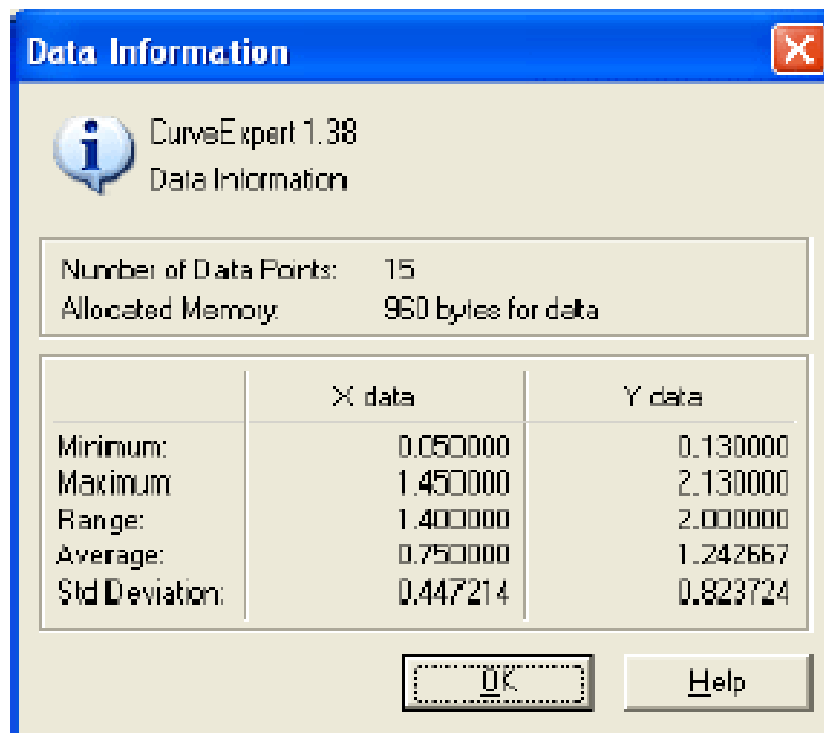 Data Information
CurveExpert 1.38
Data Information
Number of Data Points: 15
Allocated Memory: 960 bytes for data
X data Y data
Minimum: 0.050000 0.130000
Maximum: 1.450000 2.130000
Range: 1.400000 2.000000
Average: 0.750000 1.242667
Std Deviation: 0.447214 0.823724
OK Help